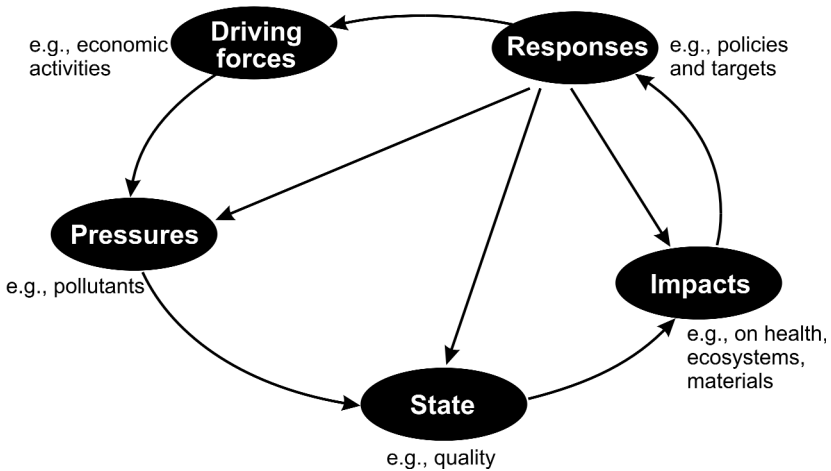 Driving
forces
e.g., economic
activities
Responses
e.g., policies
and targets
Pressures
e.g., pollutants
Impacts
e.g., on health,
ecosystems,
materials
State
e.g., quality